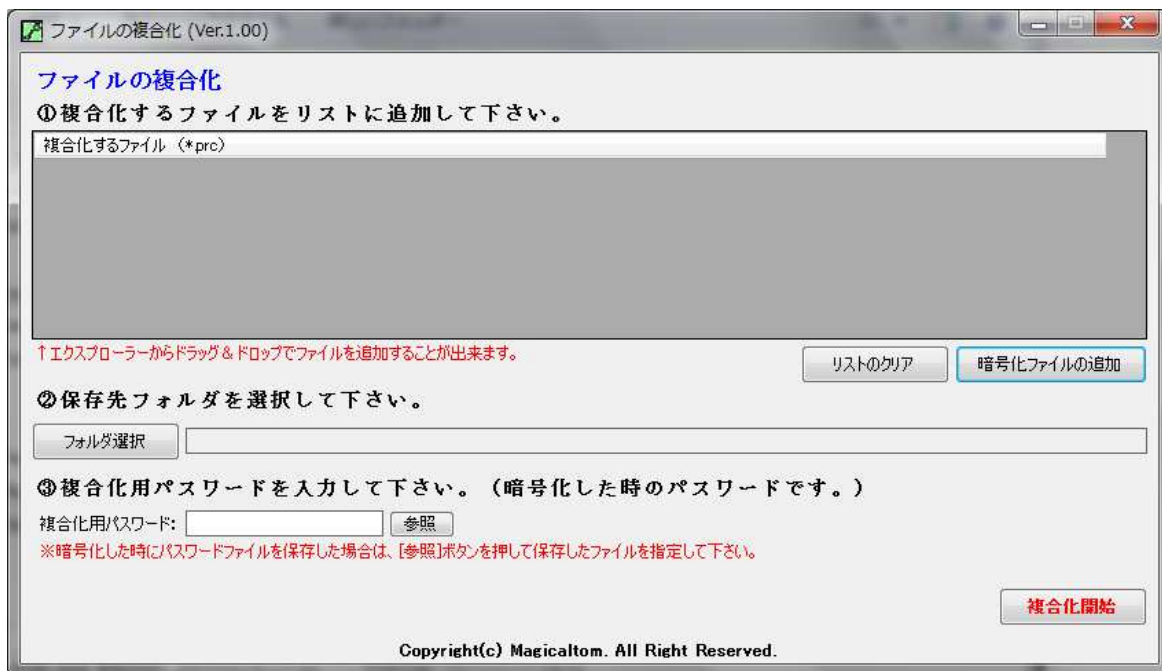 ファイルの複合化 (Ver.1.00)
ファイルの複合化
①複合化するファイルをリストに追加して下さい。
複合化するファイル (*prc)
↑エクスプローラーからドラッグ&ドロップでファイルを追加することが出来ます。
リストのクリア
暗号化ファイルの追加
②保存先フォルダを選択して下さい。
フォルダ選択
③複合化用パスワードを入力して下さい。(暗号化した時のパスワードです。)
複合化用パスワード: 参照
※暗号化した時にパスワードファイルを保存した場合は、[参照]ボタンを押して保存したファイルを指定して下さい。
複合化開始
Copyright(c) Magicaltom. All Right Reserved.